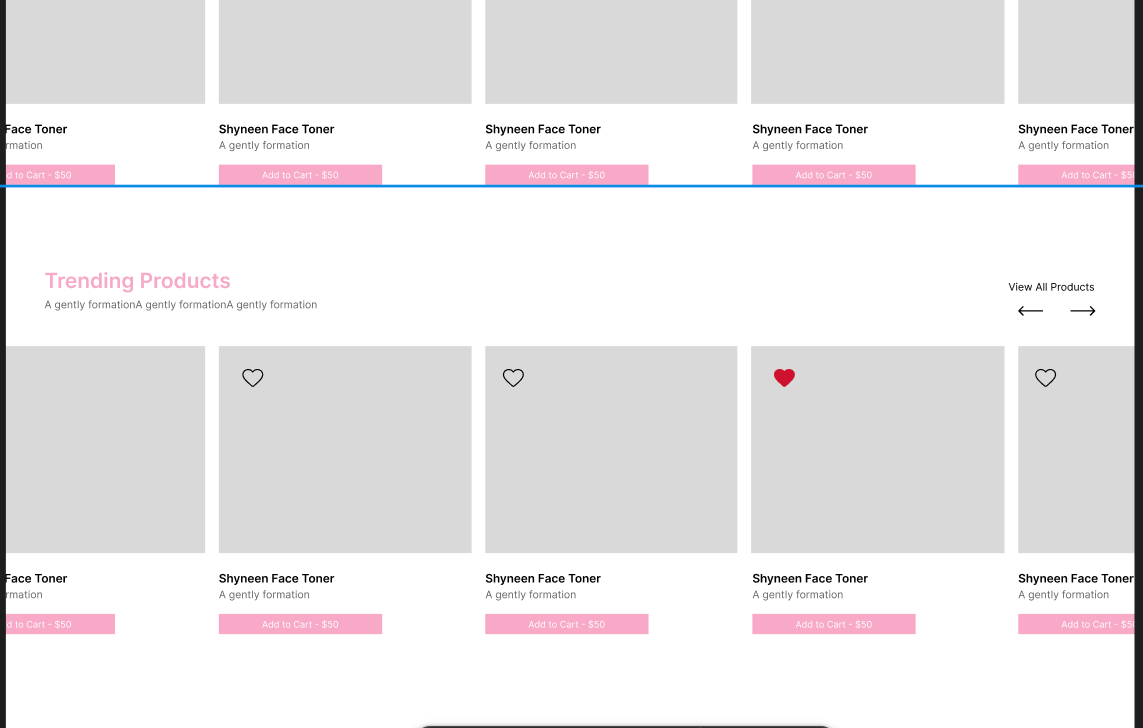 Face Toner
Shyneen Face Toner
Shyneen Face Toner
Shyneen Face Toner
Shyneen Face Toner
rmation
A gently formation
A gently formation
A gently formation
A gently formation
d to Cart - $50
Add to Cart - $50
Add to Cart - $50
Add to Cart - $50
Add to Cart - $5
Trending Products
A gently formationA gently formationA gently formation
View All Products
Face Toner
Shyneen Face Toner
Shyneen Face Toner
Shyneen Face Toner
Shyneen Face Toner
rmation
A gently formation
A gently formation
A gently formation
A gently formation
d to Cart - $50
Add to Cart - $50
Add to Cart - $50
Add to Cart - $50
Add to Cart - $5